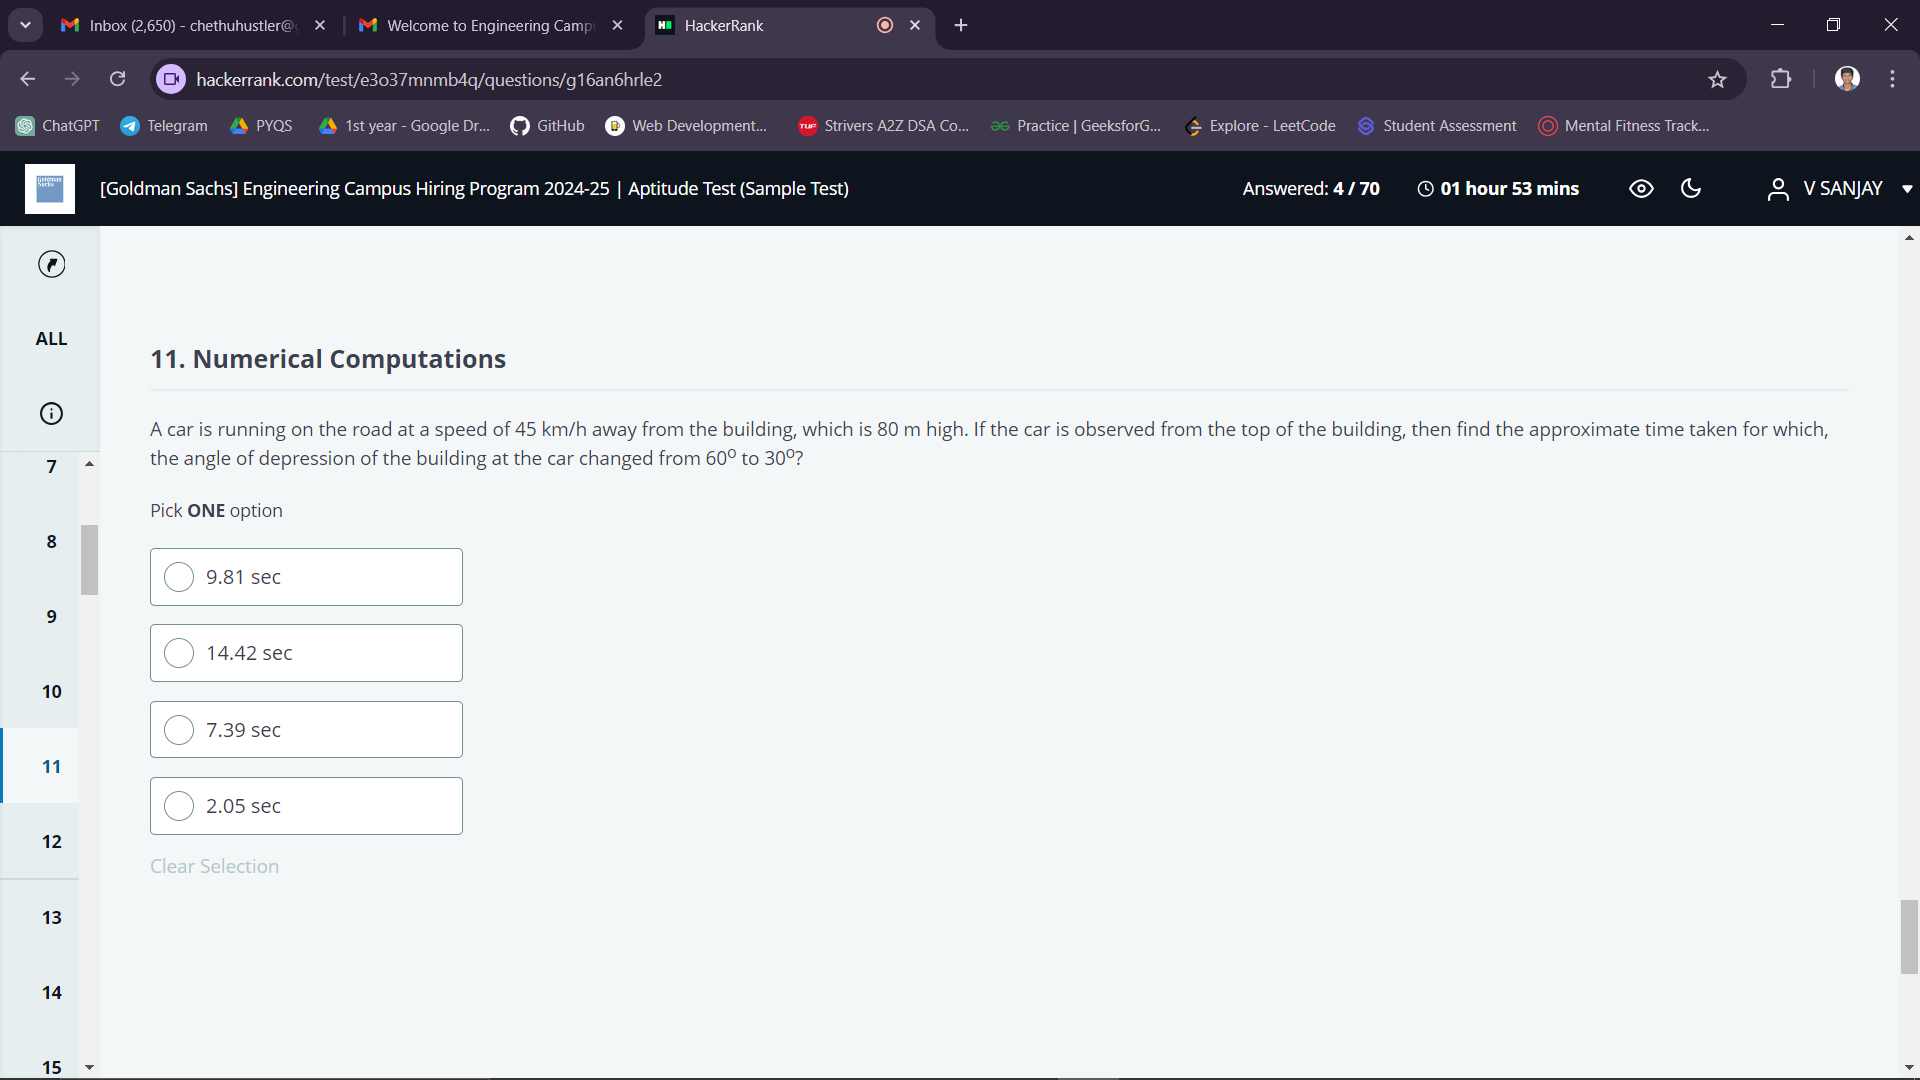 Inbox (2,650) - chethuhustler@g
Welcome to Engineering Camp
HackerRank
hackerrank.com/test/e3o37mnmb4q/questions/g16an6hrle2
ChatGPT
Telegram
PYQS
1st year - Google Dr...
GitHub
Web Development...
TUF
Strivers A2Z DSA Co...
Practice | GeeksforG...
Explore - LeetCode
Student Assessment
Mental Fitness Track...
Goldman
Sachs
[Goldman Sachs] Engineering Campus Hiring Program 2024-25 | Aptitude Test (Sample Test)
Answered: 4 / 70
01 hour 53 mins
V SANJAY
ALL
7
8
9
10
11
12
13
14
15
11. Numerical Computations
A car is running on the road at a speed of 45 km/h away from the building, which is 80 m high. If the car is observed from the top of the building, then find the approximate time taken for which,
the angle of depression of the building at the car changed from 60⁰ to 30⁰?
Pick ONE option
9.81 sec
14.42 sec
7.39 sec
2.05 sec
Clear Selection